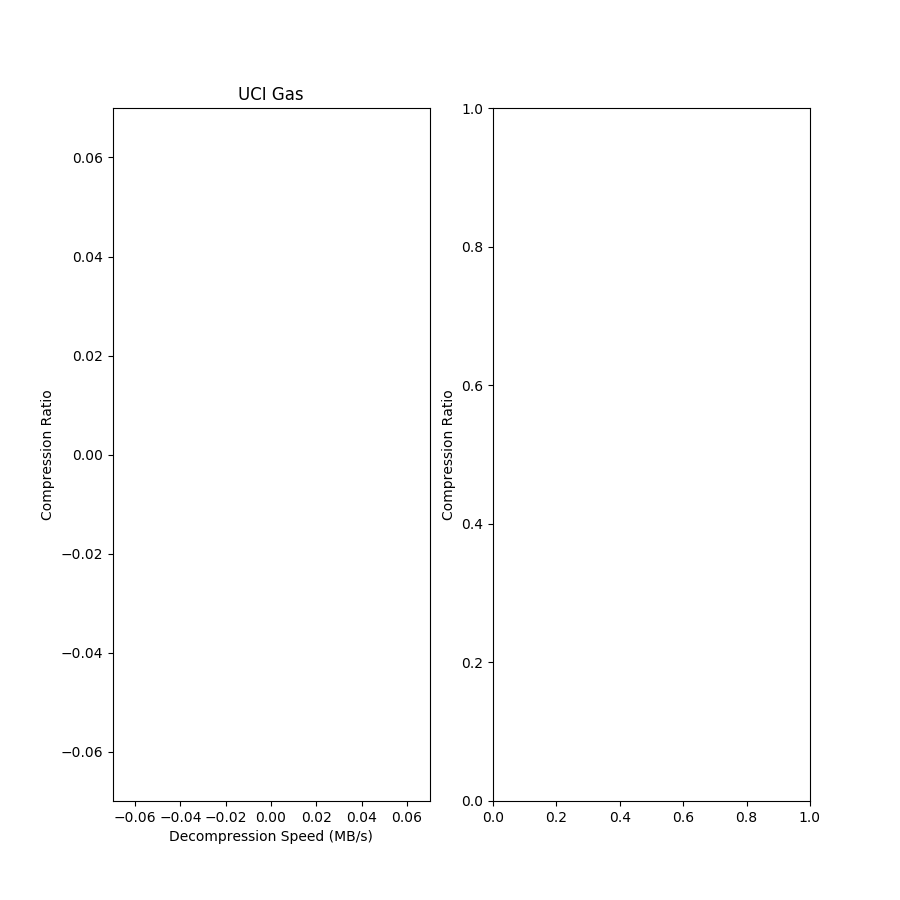 UCI Gas
0.06
0.04
0.02
0.00
−0.02
−0.04
−0.06
Compression Ratio
−0.06 −0.04 −0.02 0.00 0.02 0.04 0.06
Decompression Speed (MB/s)
1.0
0.8
0.6
0.4
0.2
0.0
Compression Ratio
0.0 0.2 0.4 0.6 0.8 1.0